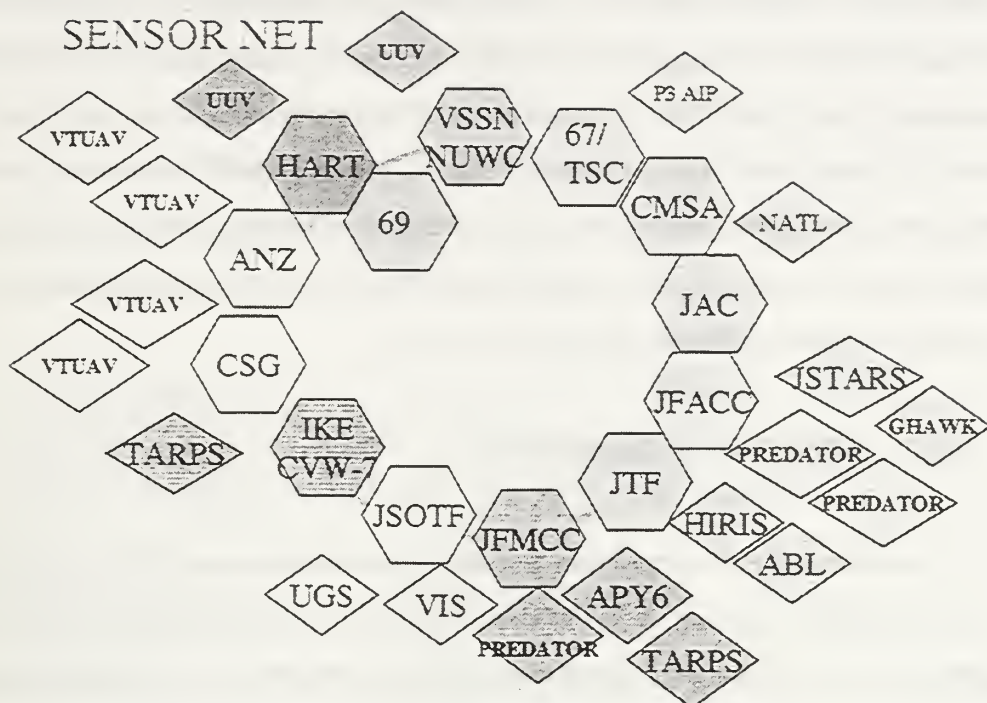 SENSOR NET
UUV
UUV
P3 AIP
VTUAV
VSSN
NUWC
67/
TSC
HART
VTUAV
69
CMSA
NATL
ANZ
VTUAV
JAC
VTUAV
CSG
JSTARS
JFACC
GHAWK
IKE
CVW-7
TARPS
PREDATOR
JTF
PREDATOR
JSOTF
HIRIS
JFMCC
ABL
UGS
VIS
APY6
PREDATOR
TARPS